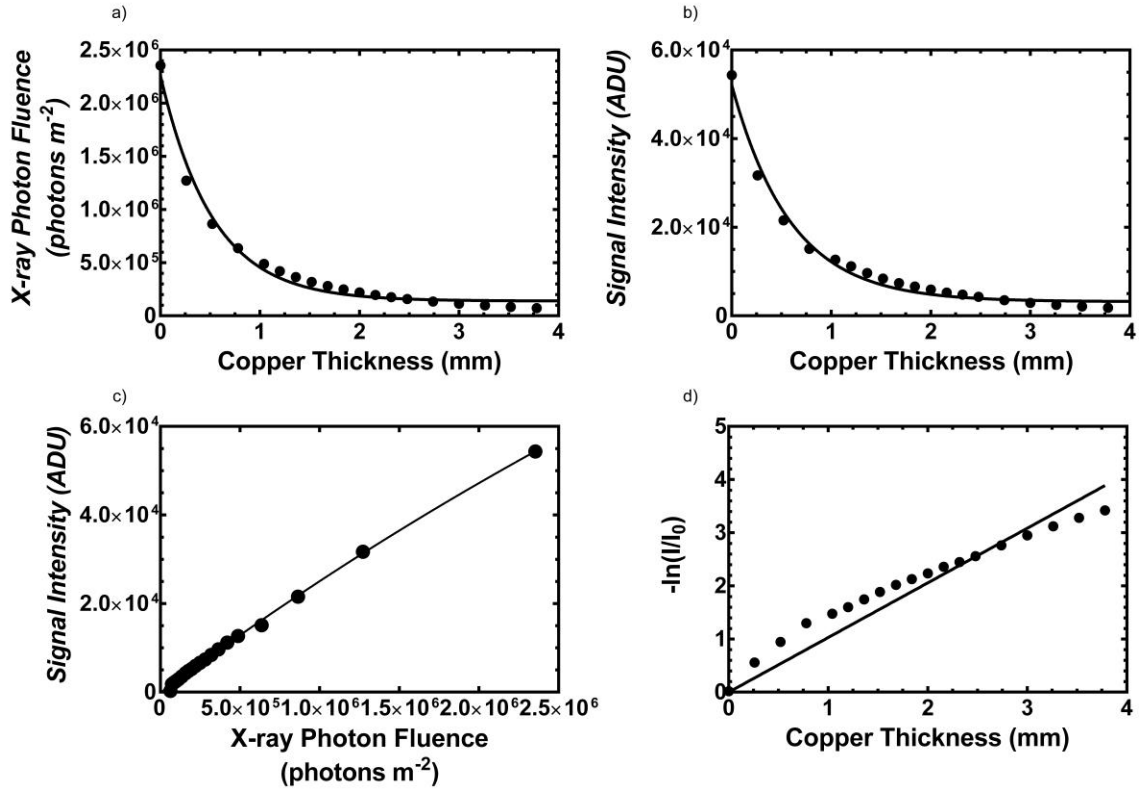 a)
X-ray Photon Fluence
(photons m⁻²)
2.5×10⁶
2.0×10⁶
1.5×10⁶
1.0×10⁶
5.0×10⁵
0
0 1 2 3 4
Copper Thickness (mm)
b)
Signal Intensity (ADU)
6.0×10⁴
4.0×10⁴
2.0×10⁴
0
0 1 2 3 4
Copper Thickness (mm)
c)
Signal Intensity (ADU)
6.0×10⁴
4.0×10⁴
2.0×10⁴
0
0 5.0×10⁵ 1.0×10⁶ 1.5×10⁶ 2.0×10⁶ 2.5×10⁶
X-ray Photon Fluence
(photons m⁻²)
d)
-ln(I/I₀)
5
4
3
2
1
0
0 1 2 3 4
Copper Thickness (mm)